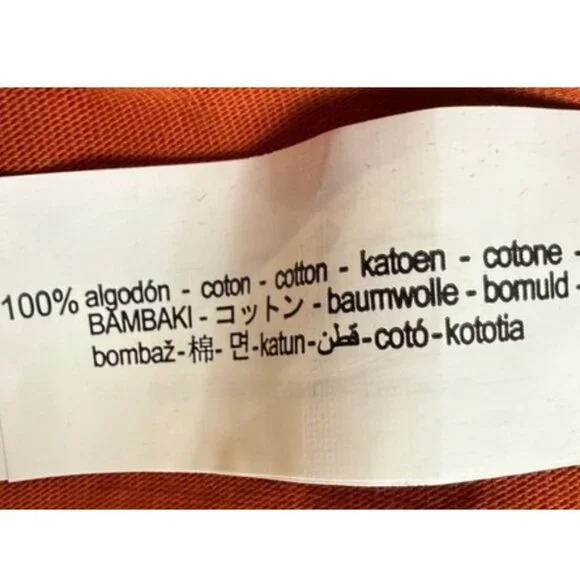 100% algodón - coton - cotton - katoen - cotone -
BAMBAKI - コットン - baumwolle - bomuld -
bombaž - 棉 - 면 - katun - قطن - cotó - kototia